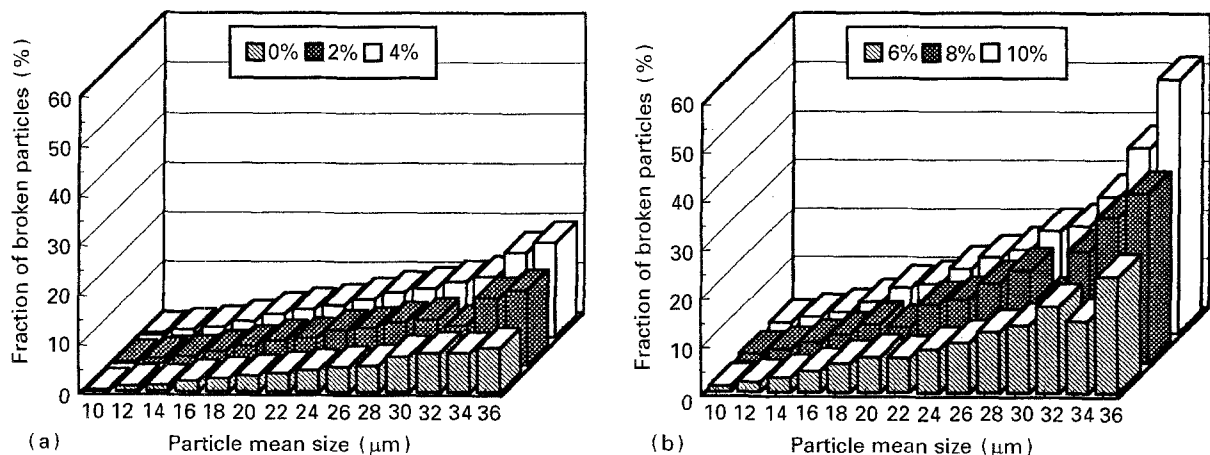 0% 2% 4%
Fraction of broken particles (%)
60
50
40
30
20
10
0
10 12 14 16 18 20 22 24 26 28 30 32 34 36
(a) Particle mean size (μm)
6% 8% 10%
Fraction of broken particles (%)
60
50
40
30
20
10
0
10 12 14 16 18 20 22 24 26 28 30 32 34 36
(b) Particle mean size (μm)